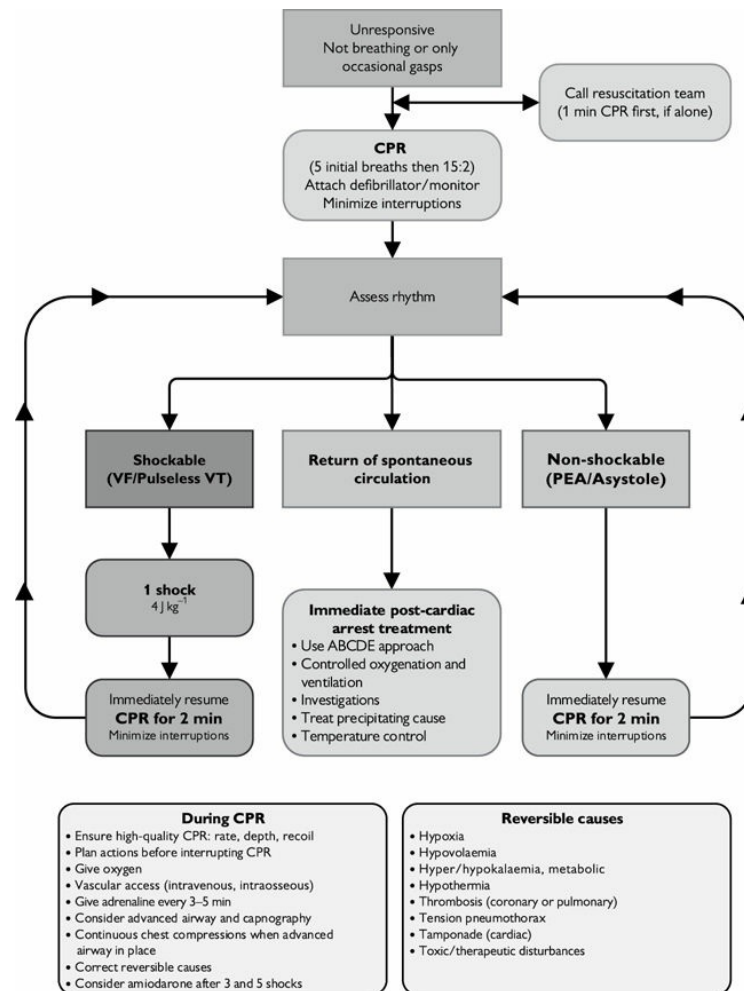 Unresponsive
Not breathing or only
occasional gasps
Call resuscitation team
(1 min CPR first, if alone)
CPR
(5 initial breaths then 15:2)
Attach defibrillator/monitor
Minimize interruptions
Assess rhythm
Shockable
(VF/Pulseless VT)
Return of spontaneous
circulation
Non-shockable
(PEA/Asystole)
1 shock
4 J kg⁻¹
Immediate post-cardiac
arrest treatment
• Use ABCDE approach
• Controlled oxygenation and
ventilation
• Investigations
• Treat precipitating cause
• Temperature control
Immediately resume
CPR for 2 min
Minimize interruptions
Immediately resume
CPR for 2 min
Minimize interruptions
During CPR
• Ensure high-quality CPR: rate, depth, recoil
• Plan actions before interrupting CPR
• Give oxygen
• Vascular access (intravenous, intraosseous)
• Give adrenaline every 3–5 min
• Consider advanced airway and capnography
• Continuous chest compressions when advanced
airway in place
• Correct reversible causes
• Consider amiodarone after 3 and 5 shocks
Reversible causes
• Hypoxia
• Hypovolaemia
• Hyper/hypokalaemia, metabolic
• Hypothermia
• Thrombosis (coronary or pulmonary)
• Tension pneumothorax
• Tamponade (cardiac)
• Toxic/therapeutic disturbances